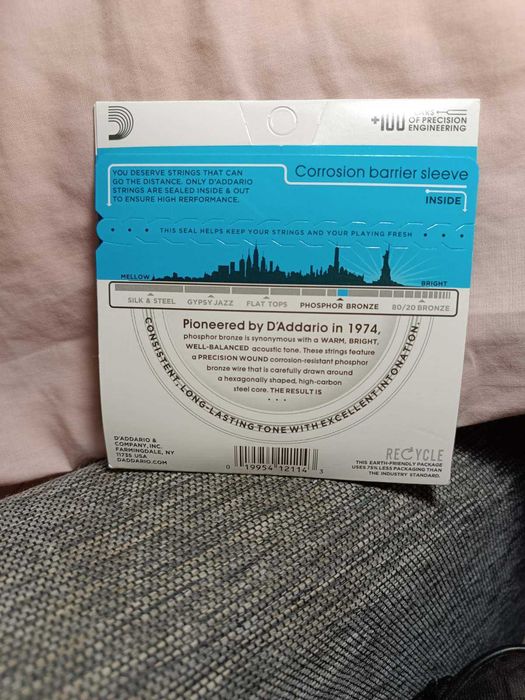 +100 YEARS
OF PRECISION
ENGINEERING
YOU DESERVE STRINGS THAT CAN
GO THE DISTANCE. ONLY D'ADDARIO
STRINGS ARE SEALED INSIDE & OUT
TO ENSURE HIGH RERFORMANCE.
Corrosion barrier sleeve
INSIDE
THIS SEAL HELPS KEEP YOUR STRINGS AND YOUR PLAYING FRESH
MELLOW
BRIGHT
SILK & STEEL
GYPSY JAZZ
FLAT TOPS
PHOSPHOR BRONZE
80/20 BRONZE
Pioneered by D'Addario in 1974,
phosphor bronze is synonymous with a WARM, BRIGHT,
WELL-BALANCED acoustic tone. These strings feature
a PRECISION WOUND corrosion-resistant phosphor
bronze wire that is carefully drawn around
a hexagonally shaped, high-carbon
steel core. THE RESULT IS
CONSISTENT, LONG-LASTING TONE WITH EXCELLENT INTONATION
D'ADDARIO &
COMPANY, INC.
FARMINGDALE, NY
11735 USA
DADDARIO.COM
0 19954 12114 3
RECYCLE
THIS EARTH-FRIENDLY PACKAGE
USES 75% LESS PACKAGING THAN
THE INDUSTRY STANDARD.